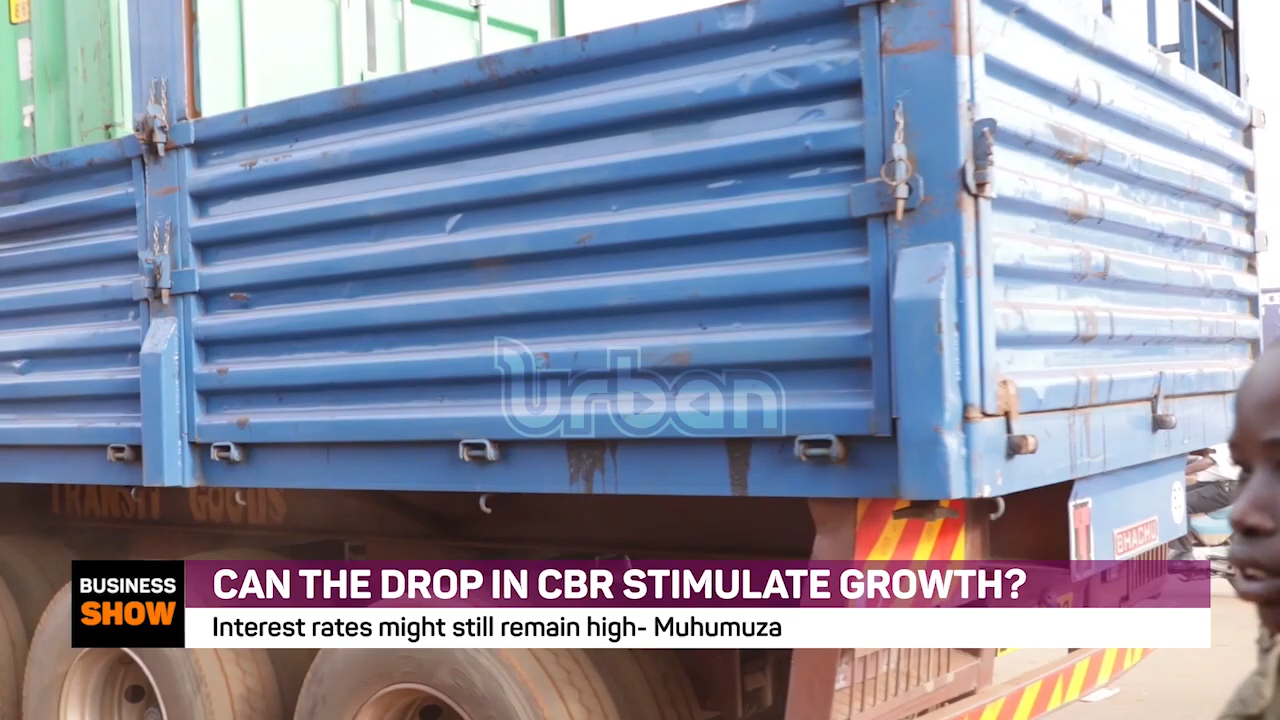 Urban
TRANSIT GOODS
T
BHACHU
BUSINESS
SHOW
CAN THE DROP IN CBR STIMULATE GROWTH?
Interest rates might still remain high- Muhumuza